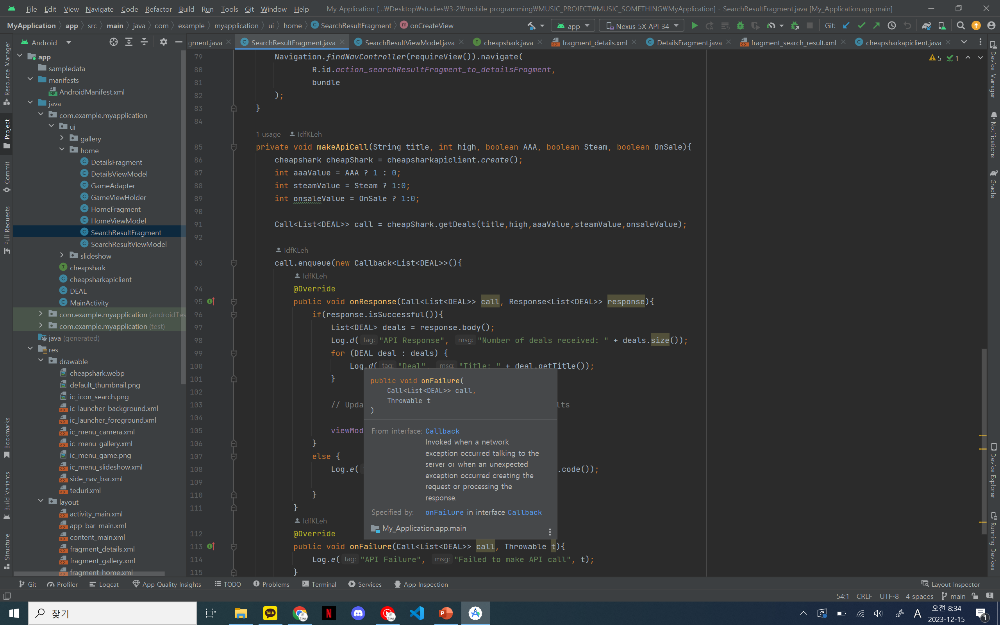 File Edit View Navigate Code Refactor Build Run Tools Git Window Help My Application [...₩Desktop₩studies₩3-2₩mobile programming₩MUSIC_PROJECT₩MUSIC_SOMETHING₩MyApplication] - SearchResultFragment.java [My_Application.app.main]
MyApplication app src main java com example myapplication ui home SearchResultFragment onCreateView app Nexus 5X API 34 Git:
Android gment.java SearchResultFragment.java SearchResultViewModel.java cheapshark.java fragment_details.xml DetailsFragment.java fragment_search_result.xml cheapsharkapiclient.java
Resource Manager
Project
Commit
Pull Requests
Bookmarks
Build Variants
Structure
app
sampledata
manifests
AndroidManifest.xml
java
com.example.myapplication
ui
gallery
home
DetailsFragment
DetailsViewModel
GameAdapter
GameViewHolder
HomeFragment
HomeViewModel
SearchResultFragment
SearchResultViewModel
slideshow
cheapshark
cheapsharkapiclient
DEAL
MainActivity
com.example.myapplication (androidTes
com.example.myapplication (test)
java (generated)
res
drawable
cheapshark.webp
default_thumbnail.png
ic_icon_search.png
ic_launcher_background.xml
ic_launcher_foreground.xml
ic_menu_camera.xml
ic_menu_gallery.xml
ic_menu_game.png
ic_menu_slideshow.xml
side_nav_bar.xml
teduri.xml
layout
activity_main.xml
app_bar_main.xml
content_main.xml
fragment_details.xml
fragment_gallery.xml
fragment_home.xml
5 1
79 Navigation.findNavController(requireView()).navigate(
80 R.id.action_searchResultFragment_to_detailsFragment,
81 bundle
82 );
83 }
84
1 usage IdfKLeh
85 private void makeApiCall(String title, int high, boolean AAA, boolean Steam, boolean OnSale){
86 cheapshark cheapShark = cheapsharkapiclient.create();
87 int aaaValue = AAA ? 1 : 0;
88 int steamValue = Steam ? 1:0;
89 int onsaleValue = OnSale ? 1:0;
90
91 Call<List<DEAL>> call = cheapShark.getDeals(title,high,aaaValue,steamValue,onsaleValue);
92
IdfKLeh
93 call.enqueue(new Callback<List<DEAL>>(){
IdfKLeh
94 @Override
95 public void onResponse(Call<List<DEAL>> call, Response<List<DEAL>> response){
96 if(response.isSuccessful()){
97 List<DEAL> deals = response.body();
98 Log.d( tag: "API Response", msg: "Number of deals received: " + deals.size());
99 for (DEAL deal : deals) {
100 Log.d( tag: "Deal", msg: "Title: " + deal.getTitle());
101 }
102
103 // Upda lts
104
105 viewMod
106 }
107 else {
108 Log.e( .code());
109
110 }
111 }
IdfKLeh
112 @Override
113 public void onFailure(Call<List<DEAL>> call, Throwable t){
114 Log.e( tag: "API Failure", msg: "Failed to make API call", t);
115 }
public void onFailure(
Call<List<DEAL>> call,
Throwable t
)
From interface: Callback
Invoked when a network
exception occurred talking to the
server or when an unexpected
exception occurred creating the
request or processing the
response.
Specified by: onFailure in interface Callback
My_Application.app.main
Device Manager
Notifications
Gradle
Device Explorer
Running Devices
Git Profiler Logcat App Quality Insights TODO Problems Terminal Services App Inspection Layout Inspector
54:1 CRLF UTF-8 4 spaces main
찾기 TALK N P A 오전 8:34
2023-12-15 1